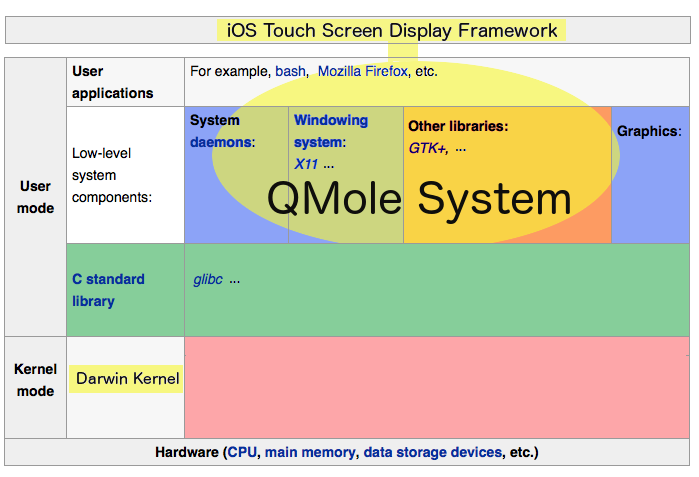 iOS Touch Screen Display Framework
User
applications
For example, bash, Mozilla Firefox, etc.
User
mode
Low-level
system
components:
System
daemons:
Windowing
system:
X11 ...
Other libraries:
GTK+, ...
Graphics:
QMole System
C standard
library
glibc ...
Kernel
mode
Darwin Kernel
Hardware (CPU, main memory, data storage devices, etc.)